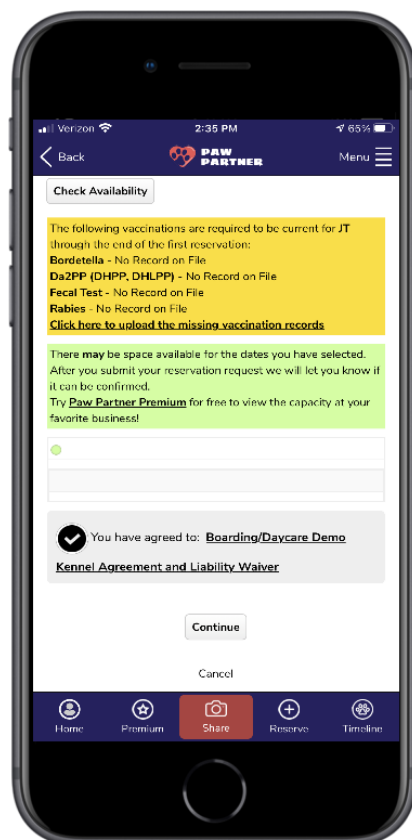 Verizon 2:35 PM 65%
Back PAW PARTNER Menu
Check Availability
The following vaccinations are required to be current for JT
through the end of the first reservation:
Bordetella - No Record on File
Da2PP (DHPP, DHLPP) - No Record on File
Fecal Test - No Record on File
Rabies - No Record on File
Click here to upload the missing vaccination records
There may be space available for the dates you have selected.
After you submit your reservation request we will let you know if
it can be confirmed.
Try Paw Partner Premium for free to view the capacity at your
favorite business!
You have agreed to: Boarding/Daycare Demo
Kennel Agreement and Liability Waiver
Continue
Cancel
Home Premium Share Reserve Timeline